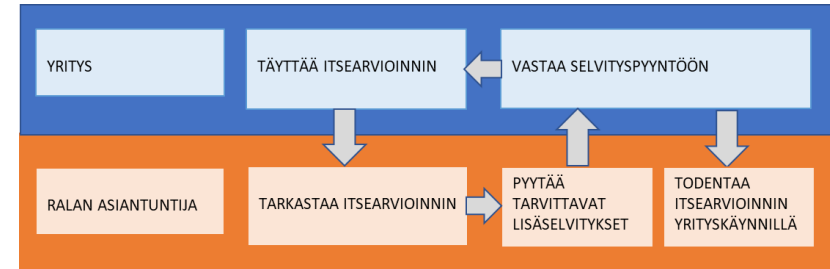 YRITYS
TÄYTTÄÄ ITSEARVIOINNIN
VASTAA SELVITYSPYYNTÖÖN
RALAN ASIANTUNTIJA
TARKASTAA ITSEARVIOINNIN
PYYTÄÄ
TARVITTAVAT
LISÄSELVITYKSET
TODENTAA
ITSEARVIOINNIN
YRITYSKÄYNNILLÄ